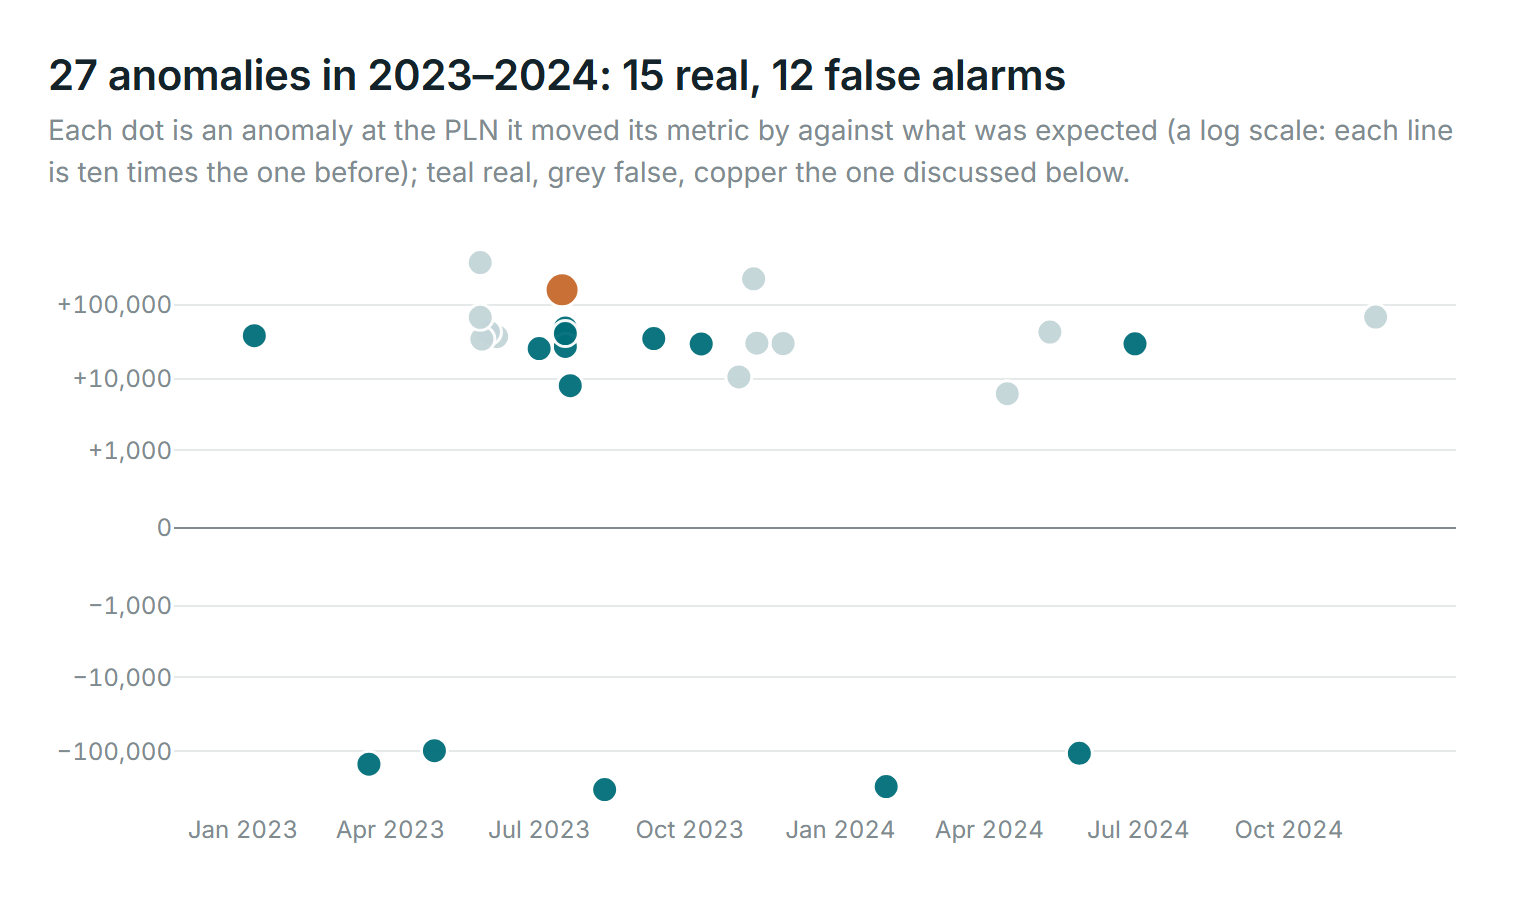 27 anomalies in 2023–2024: 15 real, 12 false alarms
Each dot is an anomaly at the PLN it moved its metric by against what was expected (a log scale: each line
is ten times the one before); teal real, grey false, copper the one discussed below.
+100,000
+10,000
+1,000
0
−1,000
−10,000
−100,000
Jan 2023 Apr 2023 Jul 2023 Oct 2023 Jan 2024 Apr 2024 Jul 2024 Oct 2024